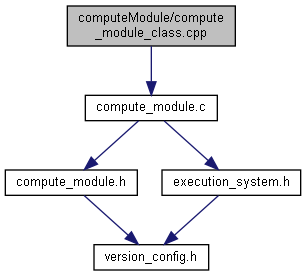 computeModule/compute
_module_class.cpp
compute_module.c
compute_module.h
execution_system.h
version_config.h